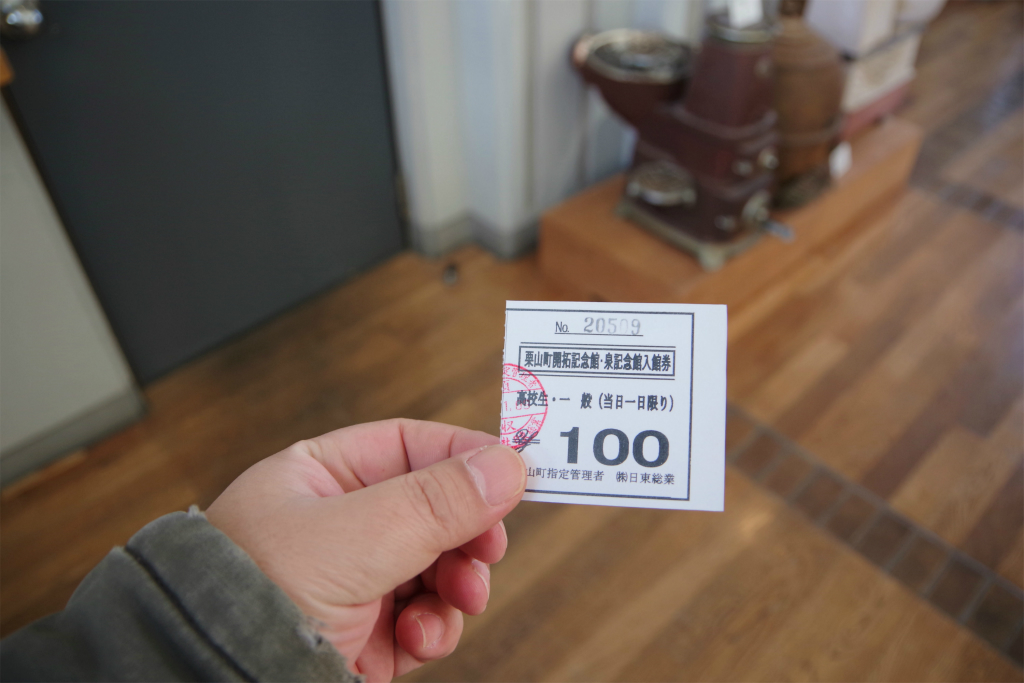 No. 20509
栗山町開拓記念館・泉記念館入館券
高校生・一般（当日一日限り）
100
山町指定管理者 ㈱日東総業